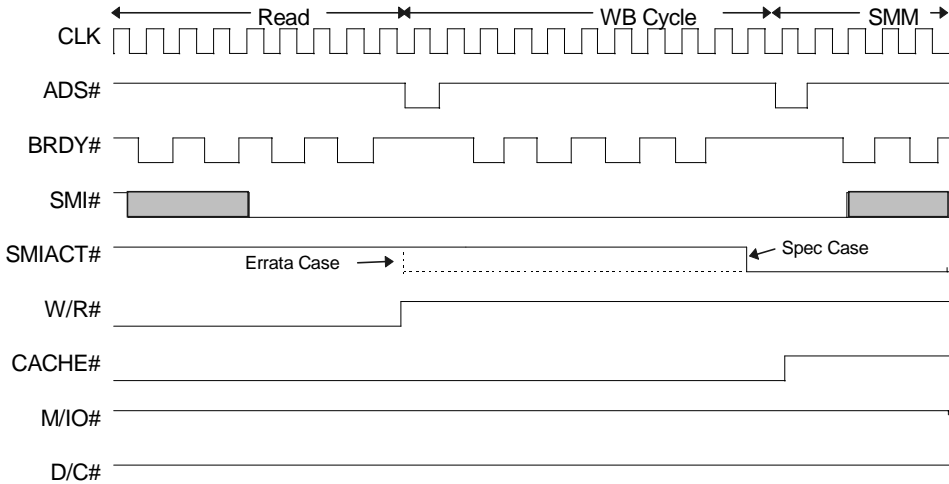 Read WB Cycle SMM
CLK
ADS#
BRDY#
SMI#
SMIACT#
Errata Case
Spec Case
W/R#
CACHE#
M/IO#
D/C#